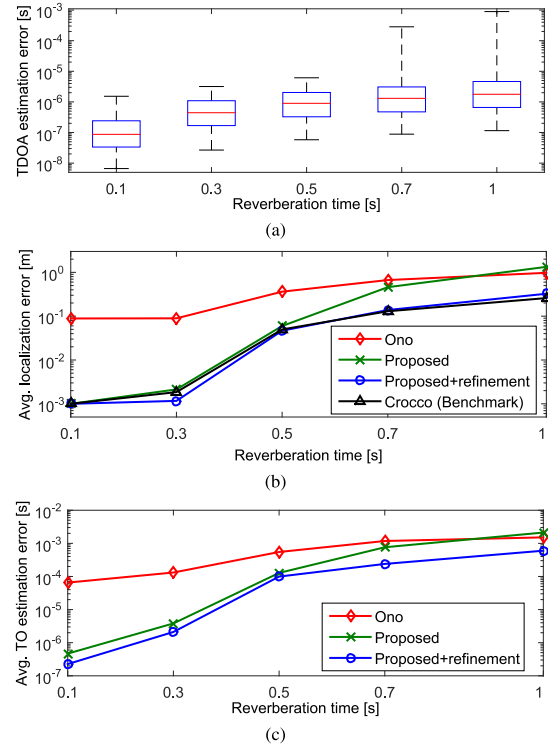 TDOA estimation error [s]
10^-3
10^-5
10^-6
10^-7
10^-8
0.1 0.3 0.5 0.7 1
Reverberation time [s]
(a)
Avg. localization error [m]
10^0
10^-1
10^-2
10^-3
Ono
Proposed
Proposed+refinement
Crocco (Benchmark)
0.1 0.3 0.5 0.7 1
Reverberation time [s]
(b)
Avg. TO estimation error [s]
10^-2
10^-3
10^-4
10^-5
10^-6
10^-7
Ono
Proposed
Proposed+refinement
0.1 0.3 0.5 0.7 1
Reverberation time [s]
(c)